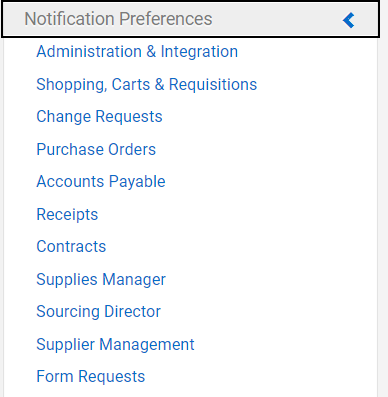 Notification Preferences
Administration & Integration
Shopping, Carts & Requisitions
Change Requests
Purchase Orders
Accounts Payable
Receipts
Contracts
Supplies Manager
Sourcing Director
Supplier Management
Form Requests